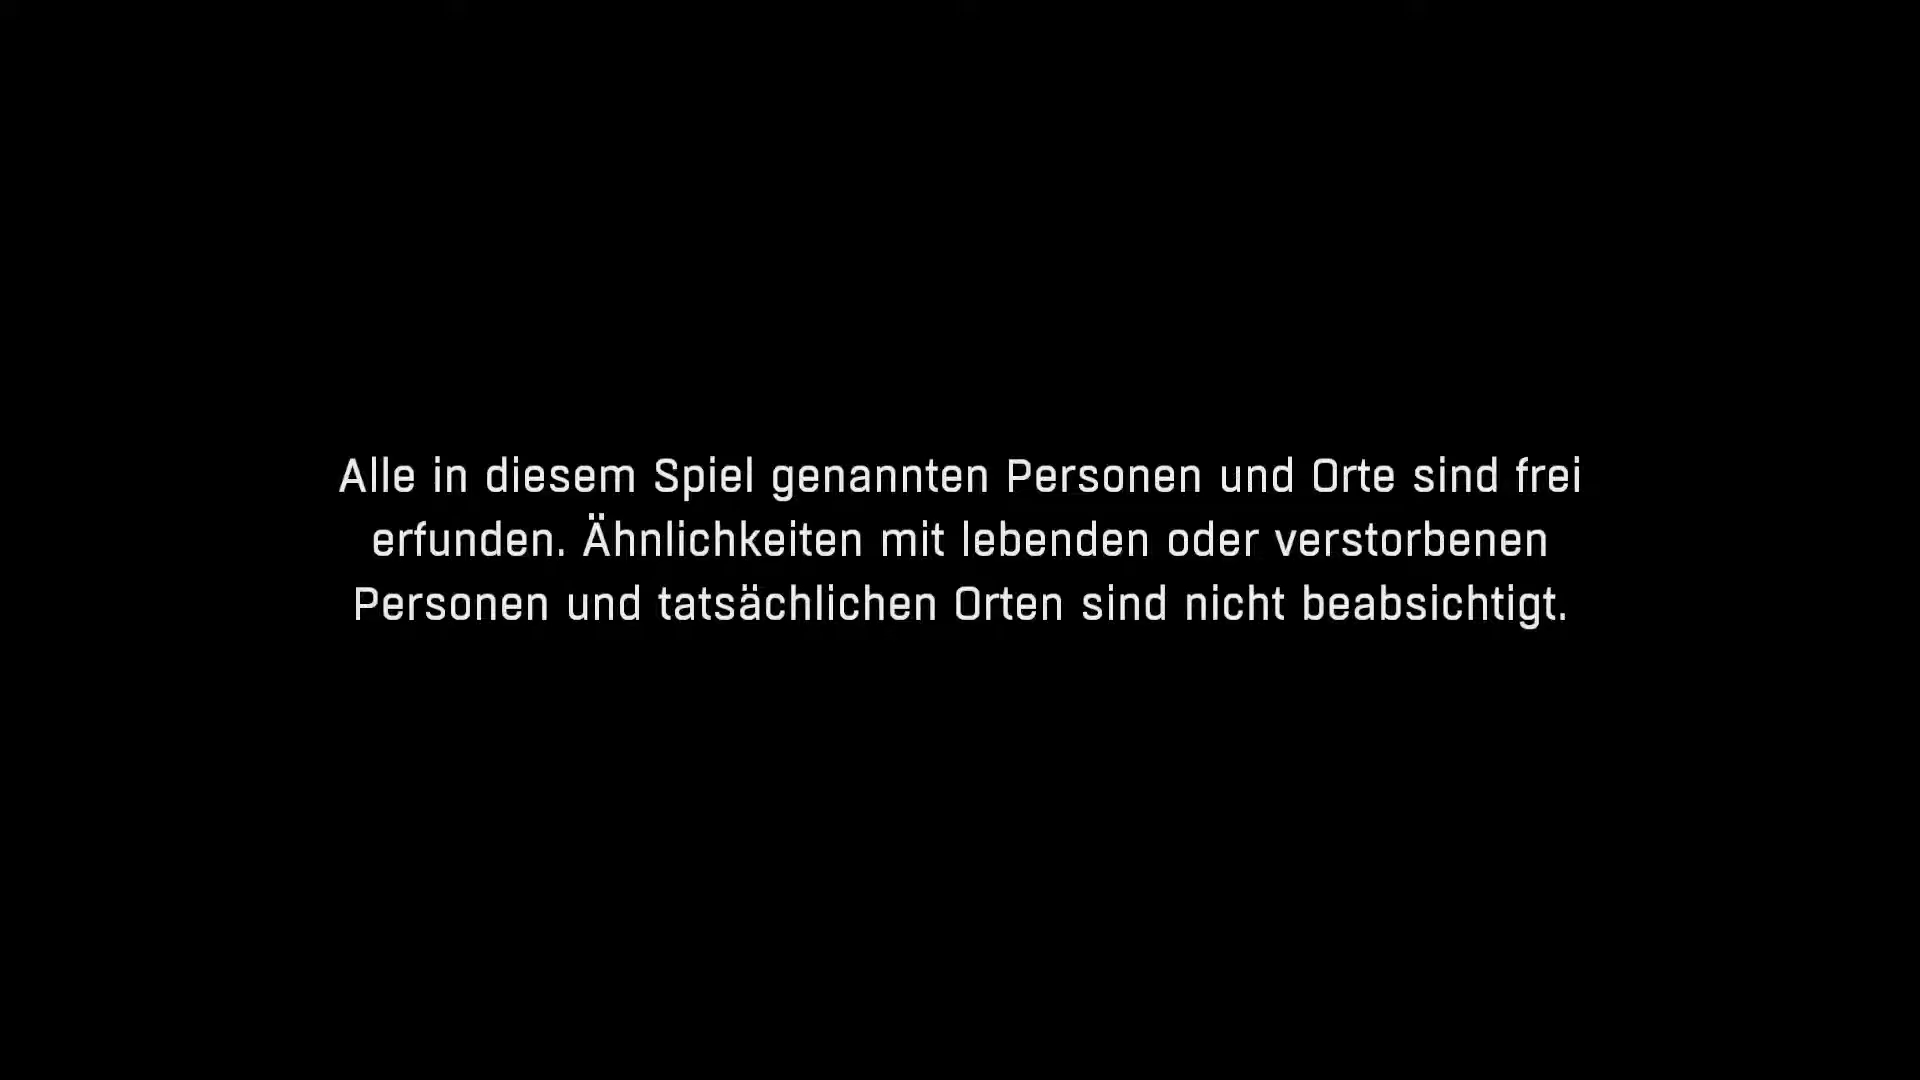 Alle in diesem Spiel genannten Personen und Orte sind frei
erfunden. Ähnlichkeiten mit lebenden oder verstorbenen
Personen und tatsächlichen Orten sind nicht beabsichtigt.